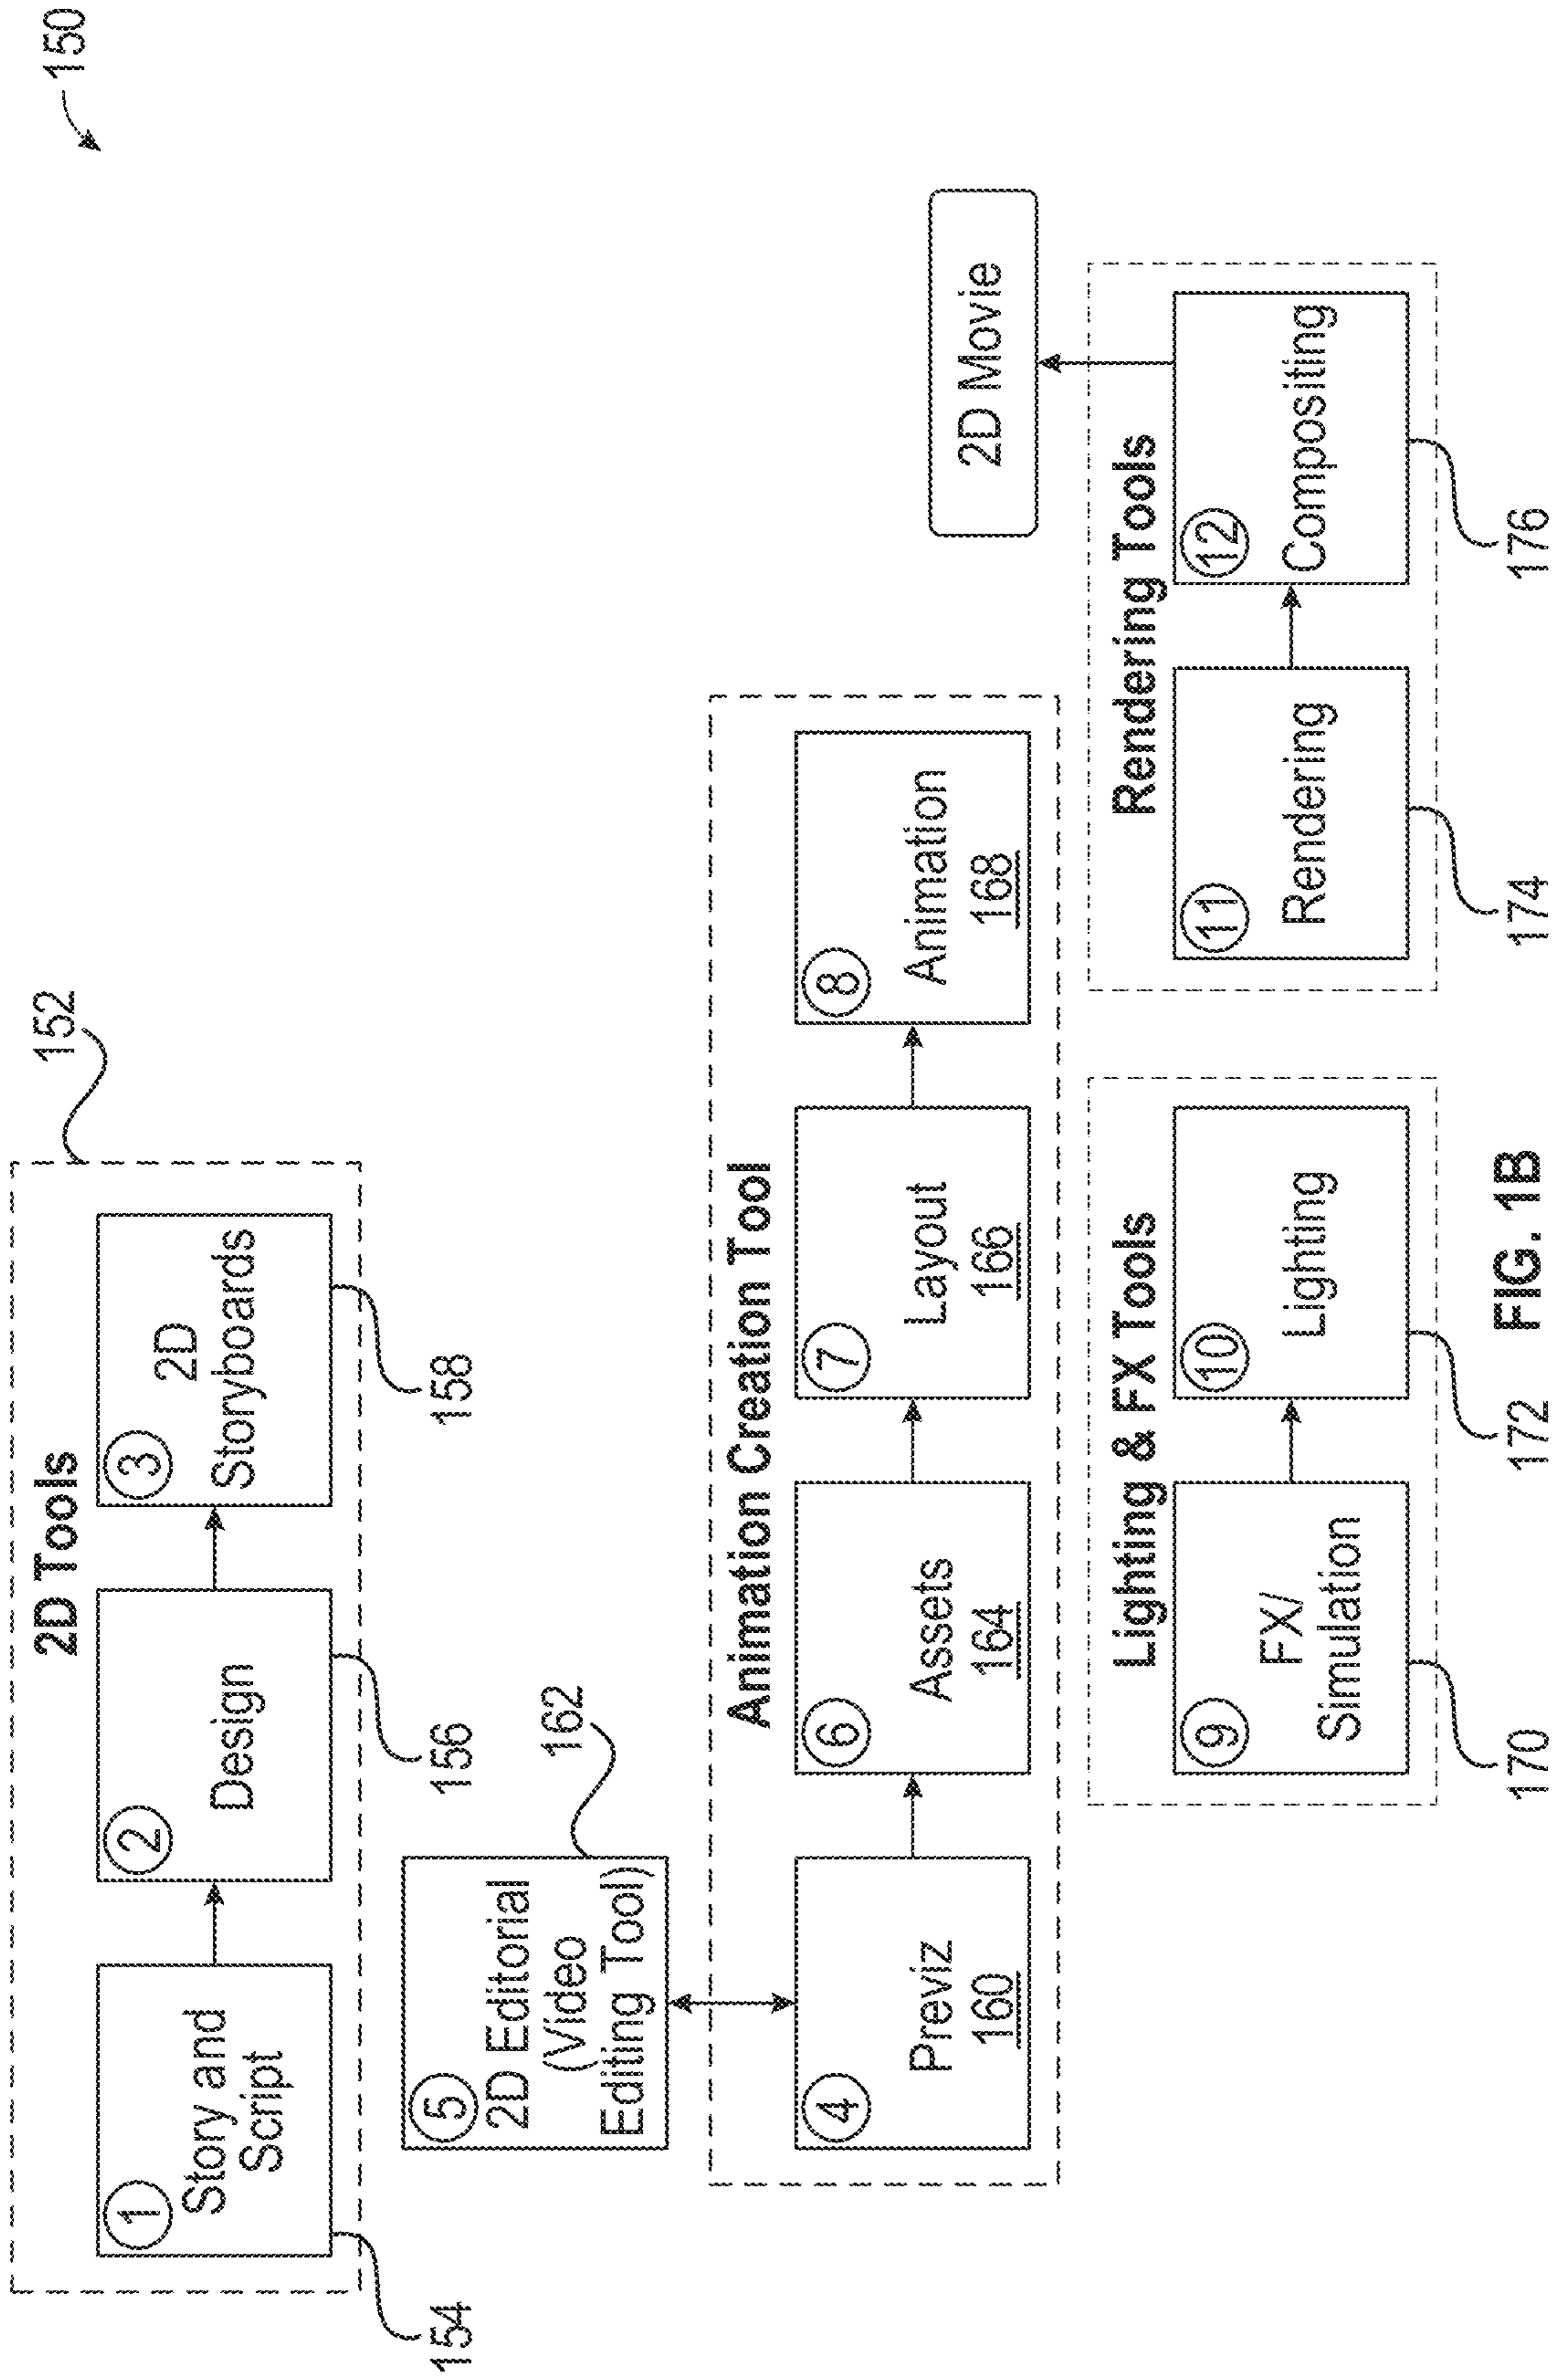 150
152
2D Tools
1
Story and
Script
154
2
Design
156
3
2D
Storyboards
158
5
2D Editorial
(Video
Editing Tool)
162
Animation Creation Tool
4
Previz
160
6
Assets
164
7
Layout
166
8
Animation
168
2D Movie
Lighting & FX Tools
9
FX/
Simulation
170
10
Lighting
172
Rendering Tools
11
Rendering
174
12
Compositing
176
FIG. 1B